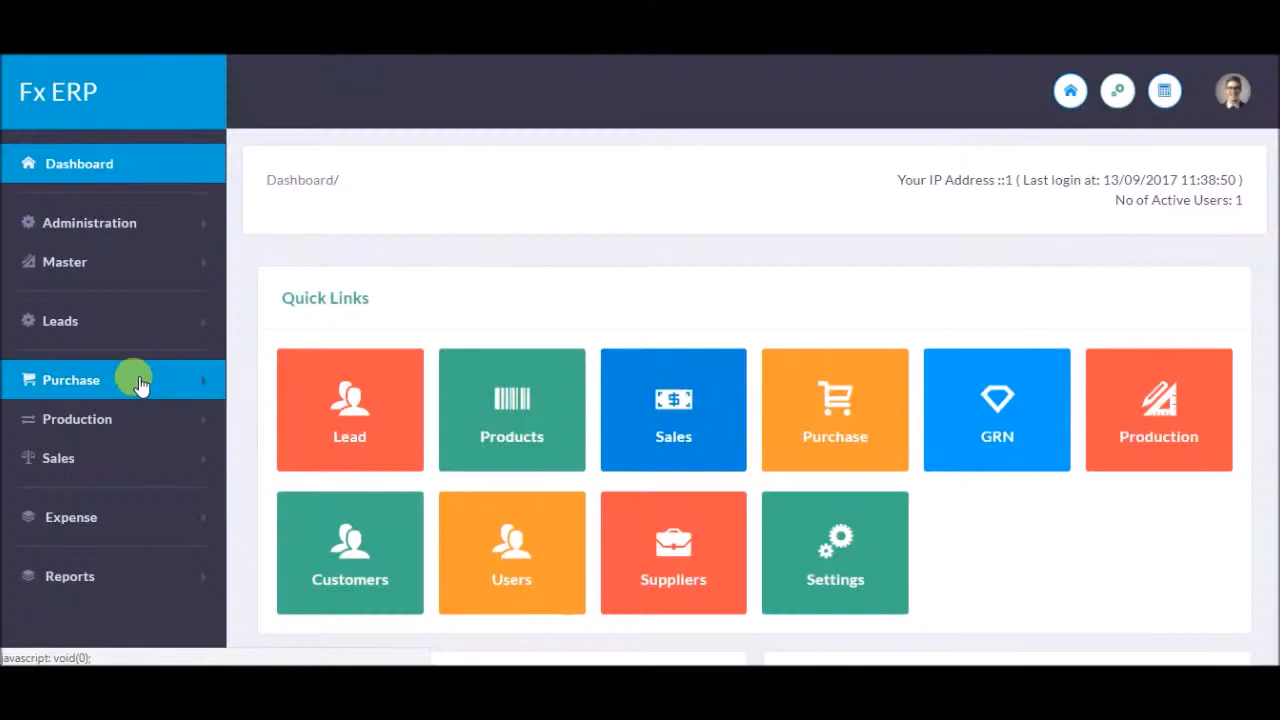 Fx ERP
Dashboard
Administration
Master
Leads
Purchase
Production
Sales
Expense
Reports
Dashboard/
Your IP Address ::1 ( Last login at: 13/09/2017 11:38:50 )
No of Active Users: 1
Quick Links
Lead
Products
Sales
Purchase
GRN
Production
Customers
Users
Suppliers
Settings
javascript: void(0);